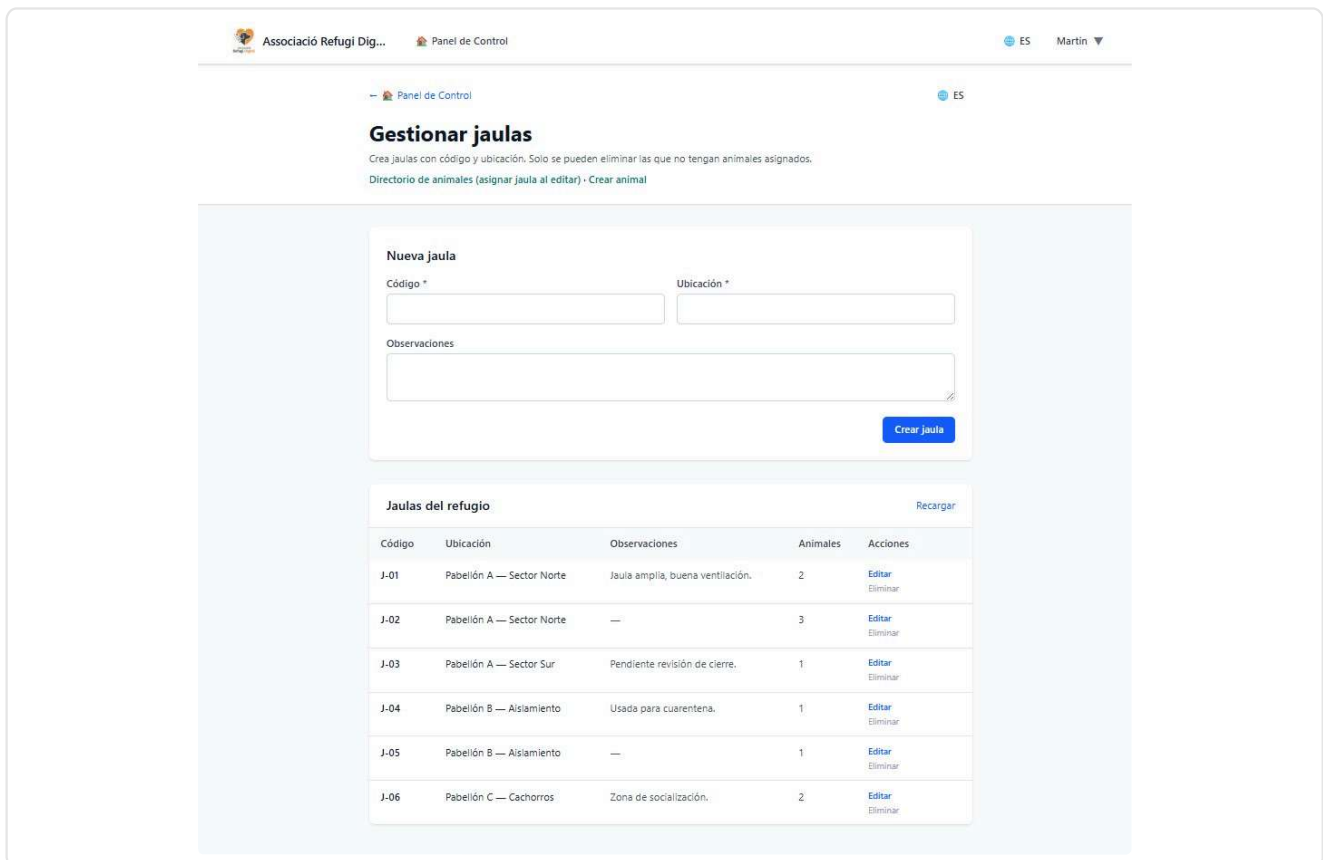 Associació Refugi Dig... Panel de Control ES Martín ▼
← Panel de Control ES
Gestionar jaulas
Crea jaulas con código y ubicación. Solo se pueden eliminar las que no tengan animales asignados.
Directorio de animales (asignar jaula al editar) · Crear animal
Nueva jaula
Código * Ubicación *
Observaciones
Crear jaula
Jaulas del refugio Recargar
Código Ubicación Observaciones Animales Acciones
J-01 Pabellón A — Sector Norte Jaula amplia, buena ventilación. 2 Editar
Eliminar
J-02 Pabellón A — Sector Norte — 3 Editar
Eliminar
J-03 Pabellón A — Sector Sur Pendiente revisión de cierre. 1 Editar
Eliminar
J-04 Pabellón B — Aislamiento Usada para cuarentena. 1 Editar
Eliminar
J-05 Pabellón B — Aislamiento — 1 Editar
Eliminar
J-06 Pabellón C — Cachorros Zona de socialización. 2 Editar
Eliminar